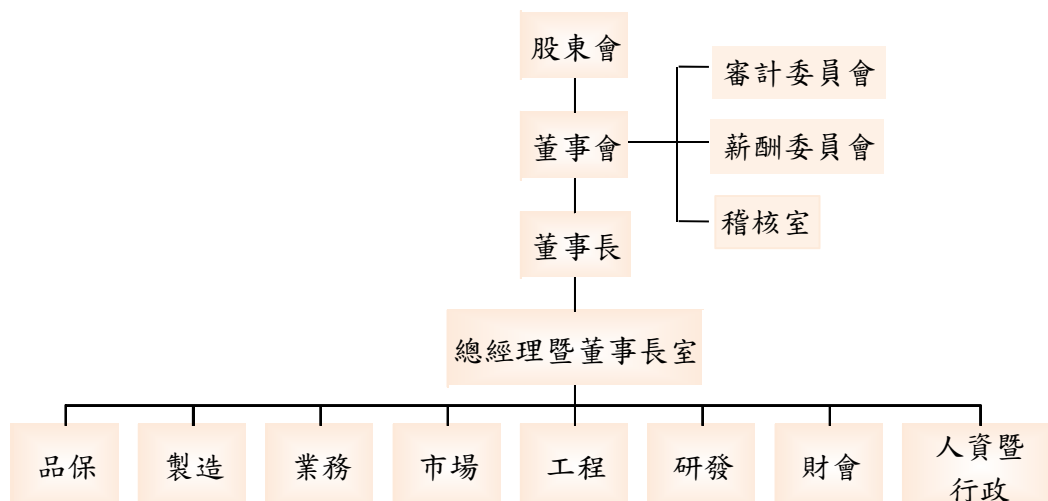 股東會
審計委員會
董事會
薪酬委員會
董事長
稽核室
總經理暨董事長室
品保
製造
業務
市場
工程
研發
財會
人資暨
行政